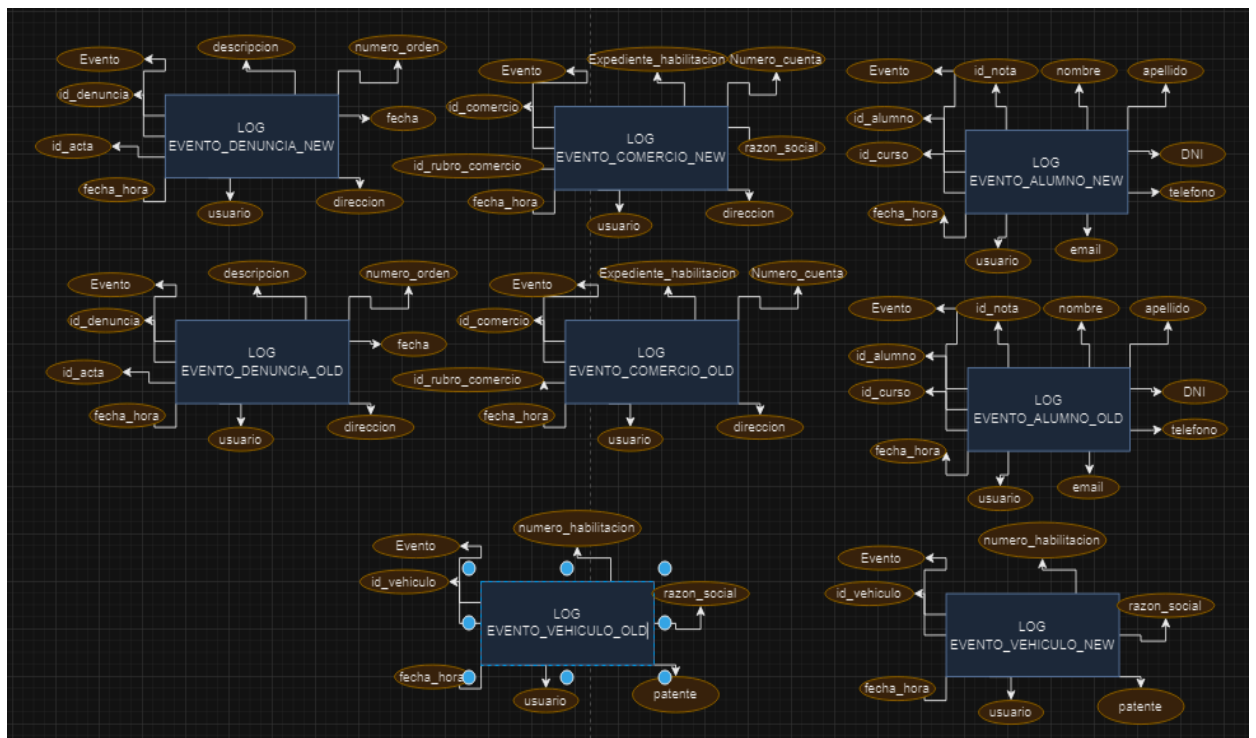 descripcion
numero_orden
Evento
id_denuncia
fecha
LOG
EVENTO_DENUNCIA_NEW
id_acta
fecha_hora
usuario
direccion
Evento
Expediente_habilitacion
Numero_cuenta
id_comercio
LOG
EVENTO_COMERCIO_NEW
razon_social
id_rubro_comercio
fecha_hora
usuario
direccion
Evento
id_nota
nombre
apellido
id_alumno
id_curso
LOG
EVENTO_ALUMNO_NEW
DNI
telefono
fecha_hora
usuario
email
Evento
descripcion
numero_orden
id_denuncia
fecha
LOG
EVENTO_DENUNCIA_OLD
id_acta
fecha_hora
usuario
direccion
Evento
Expediente_habilitacion
Numero_cuenta
id_comercio
LOG
EVENTO_COMERCIO_OLD
id_rubro_comercio
fecha_hora
usuario
direccion
Evento
id_nota
nombre
apellido
id_alumno
id_curso
LOG
EVENTO_ALUMNO_OLD
DNI
telefono
fecha_hora
usuario
email
numero_habilitacion
Evento
id_vehiculo
razon_social
LOG
EVENTO_VEHICULO_OLD
fecha_hora
usuario
patente
numero_habilitacion
Evento
id_vehiculo
razon_social
LOG
EVENTO_VEHICULO_NEW
fecha_hora
usuario
patente